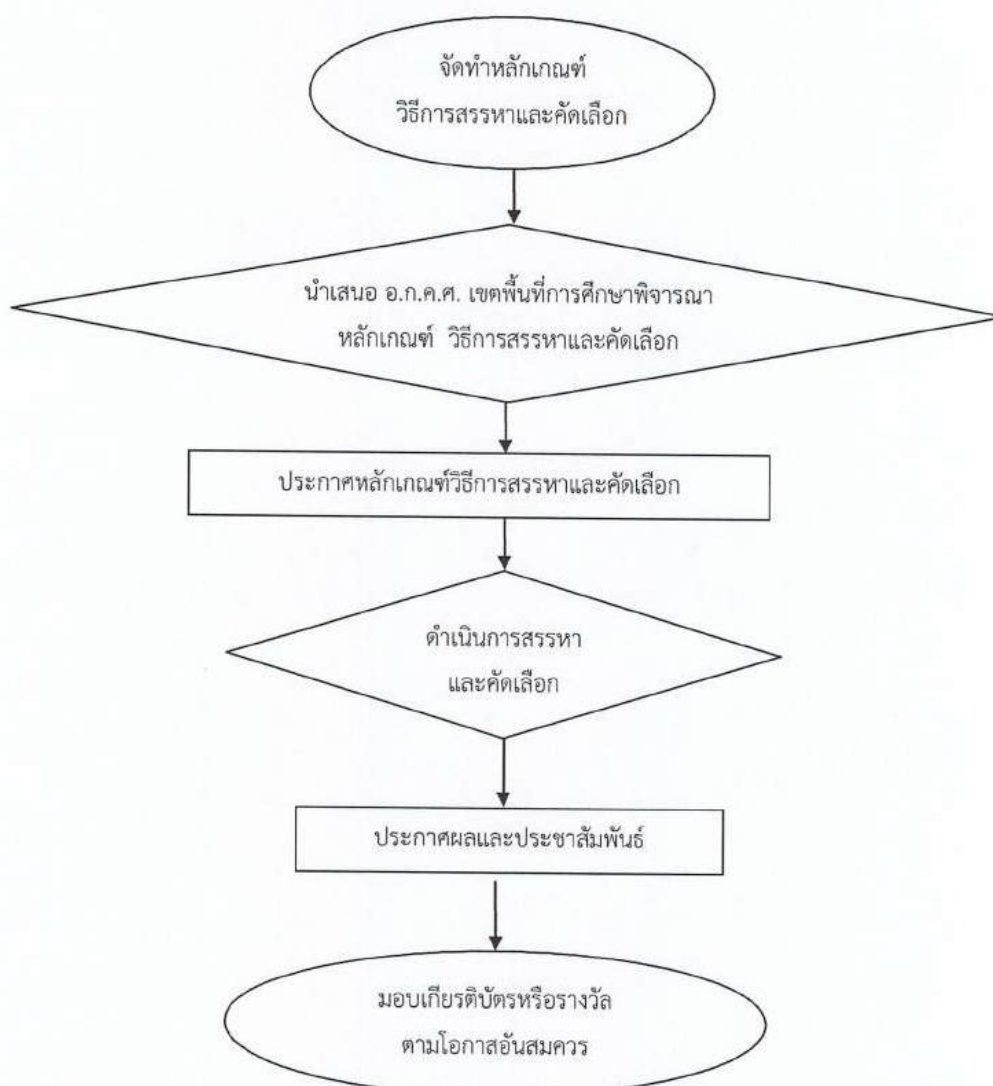 จัดทำหลักเกณฑ์
วิธีการสรรหาและคัดเลือก
นำเสนอ อ.ก.ค.ศ. เขตพื้นที่การศึกษาพิจารณา
หลักเกณฑ์ วิธีการสรรหาและคัดเลือก
ประกาศหลักเกณฑ์วิธีการสรรหาและคัดเลือก
ดำเนินการสรรหา
และคัดเลือก
ประกาศผลและประชาสัมพันธ์
มอบเกียรติบัตรหรือรางวัล
ตามโอกาสอันสมควร